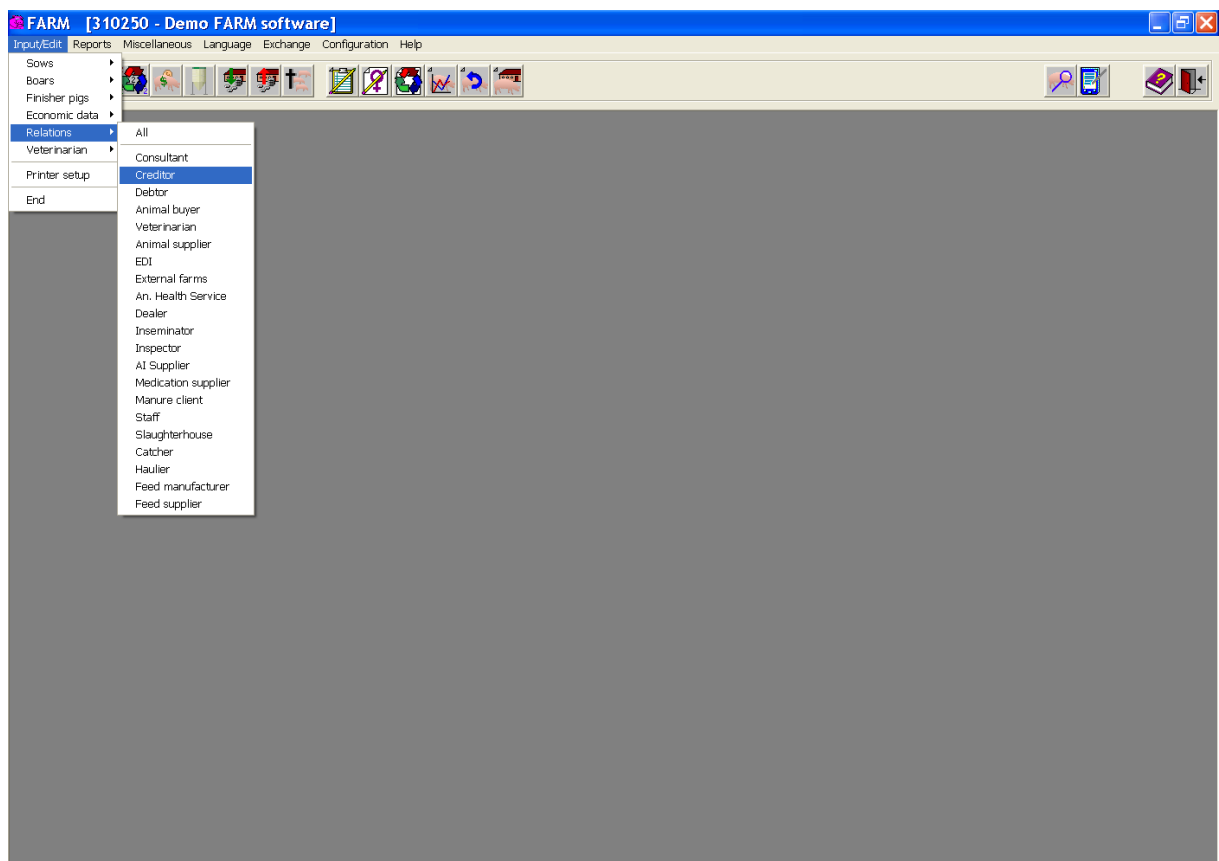 FARM [310250 - Demo FARM software]
Input/Edit Reports Miscellaneous Language Exchange Configuration Help
Sows
Boars
Finisher pigs
Economic data
Relations
Veterinarian
Printer setup
End
All
Consultant
Creditor
Debtor
Animal buyer
Veterinarian
Animal supplier
EDI
External farms
An. Health Service
Dealer
Inseminator
Inspector
AI Supplier
Medication supplier
Manure client
Staff
Slaughterhouse
Catcher
Haulier
Feed manufacturer
Feed supplier